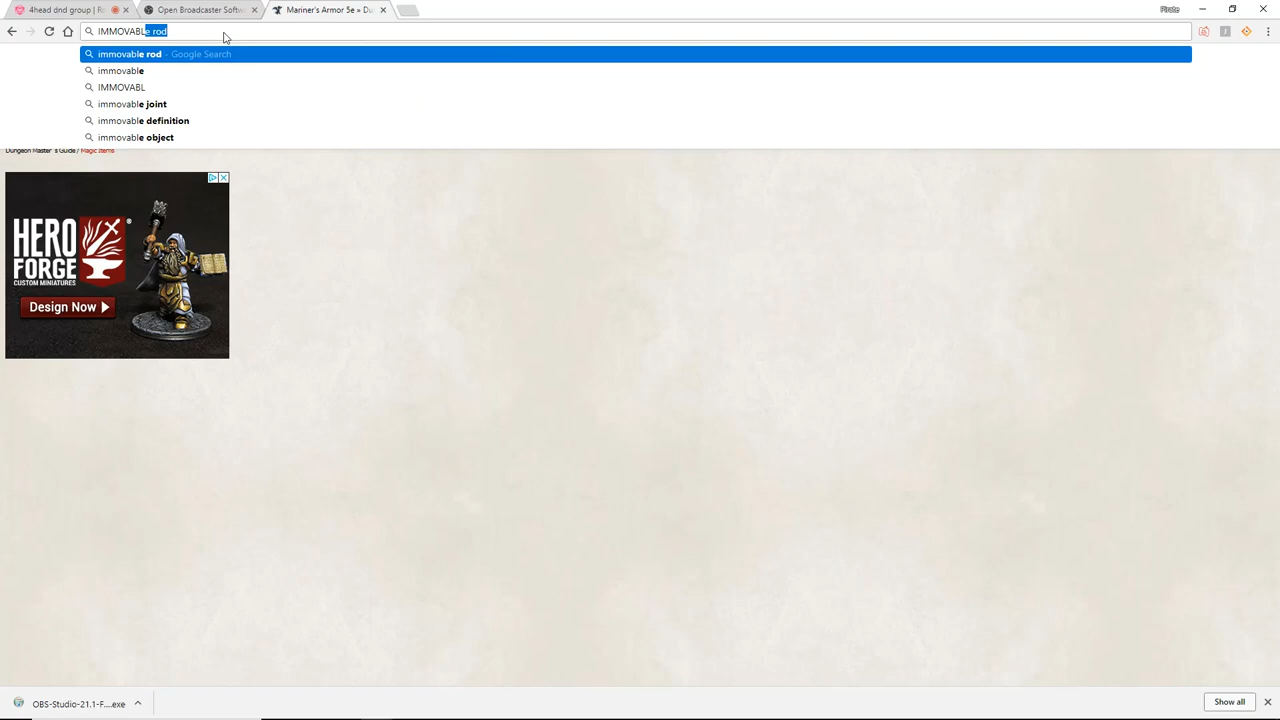 4head dnd group | R
Open Broadcaster Softw
Mariner's Armor 5e » Du
Pirate
IMMOVABLe rod
immovable rod - Google Search
immovable
IMMOVABL
immovable joint
immovable definition
immovable object
Dungeon Master's Guide / Magic Items
HERO
FORGE
®
CUSTOM MINIATURES
Design Now
OBS-Studio-21.1-F....exe
Show all